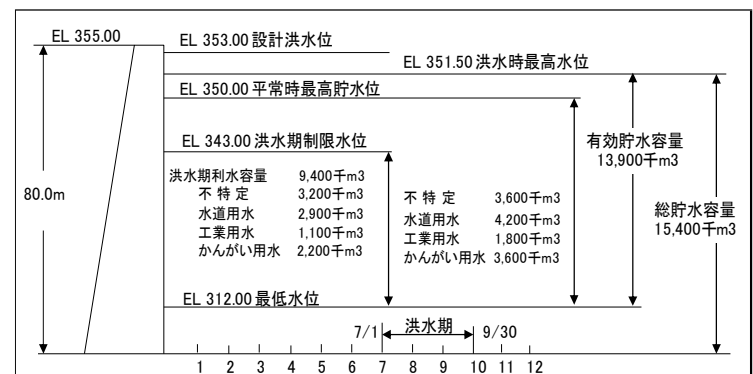 EL 355.00
EL 353.00 設計洪水位
EL 351.50 洪水時最高水位
EL 350.00 平常時最高貯水位
EL 343.00 洪水期制限水位
有効貯水容量
13,900千m3
総貯水容量
15,400千m3
80.0m
洪水期利水容量 9,400千m3
不 特 定 3,200千m3
水道用水 2,900千m3
工業用水 1,100千m3
かんがい用水 2,200千m3
不 特 定 3,600千m3
水道用水 4,200千m3
工業用水 1,800千m3
かんがい用水 3,600千m3
EL 312.00 最低水位
7/1 洪水期 9/30
1 2 3 4 5 6 7 8 9 10 11 12